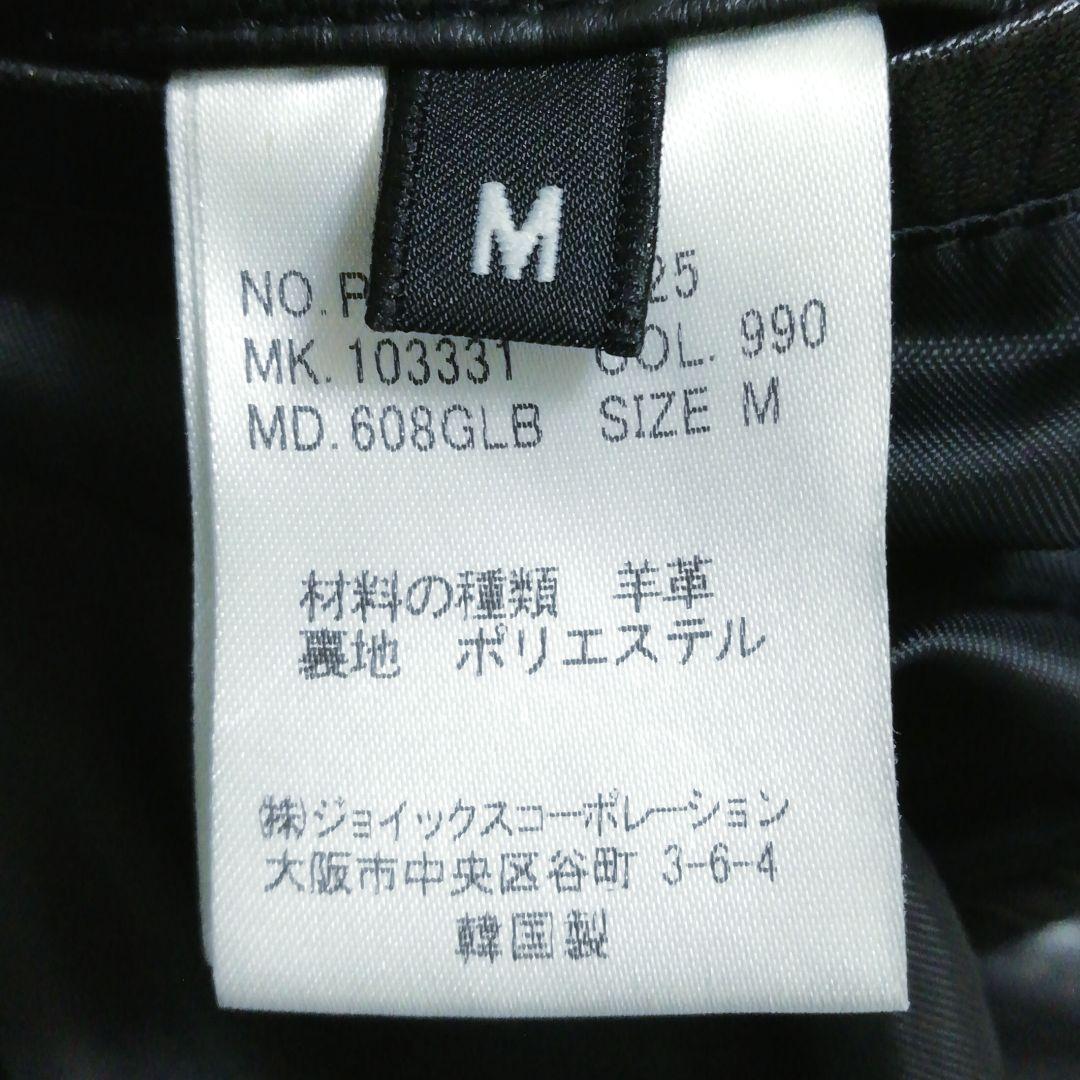 M
NO. 25
MK. 103331 COL. 990
MD. 608GLB SIZE M
材料の種類 羊革
裏地 ポリエステル
(株)ジョイックスコーポレーション
大阪市中央区谷町 3-6-4
韓国製